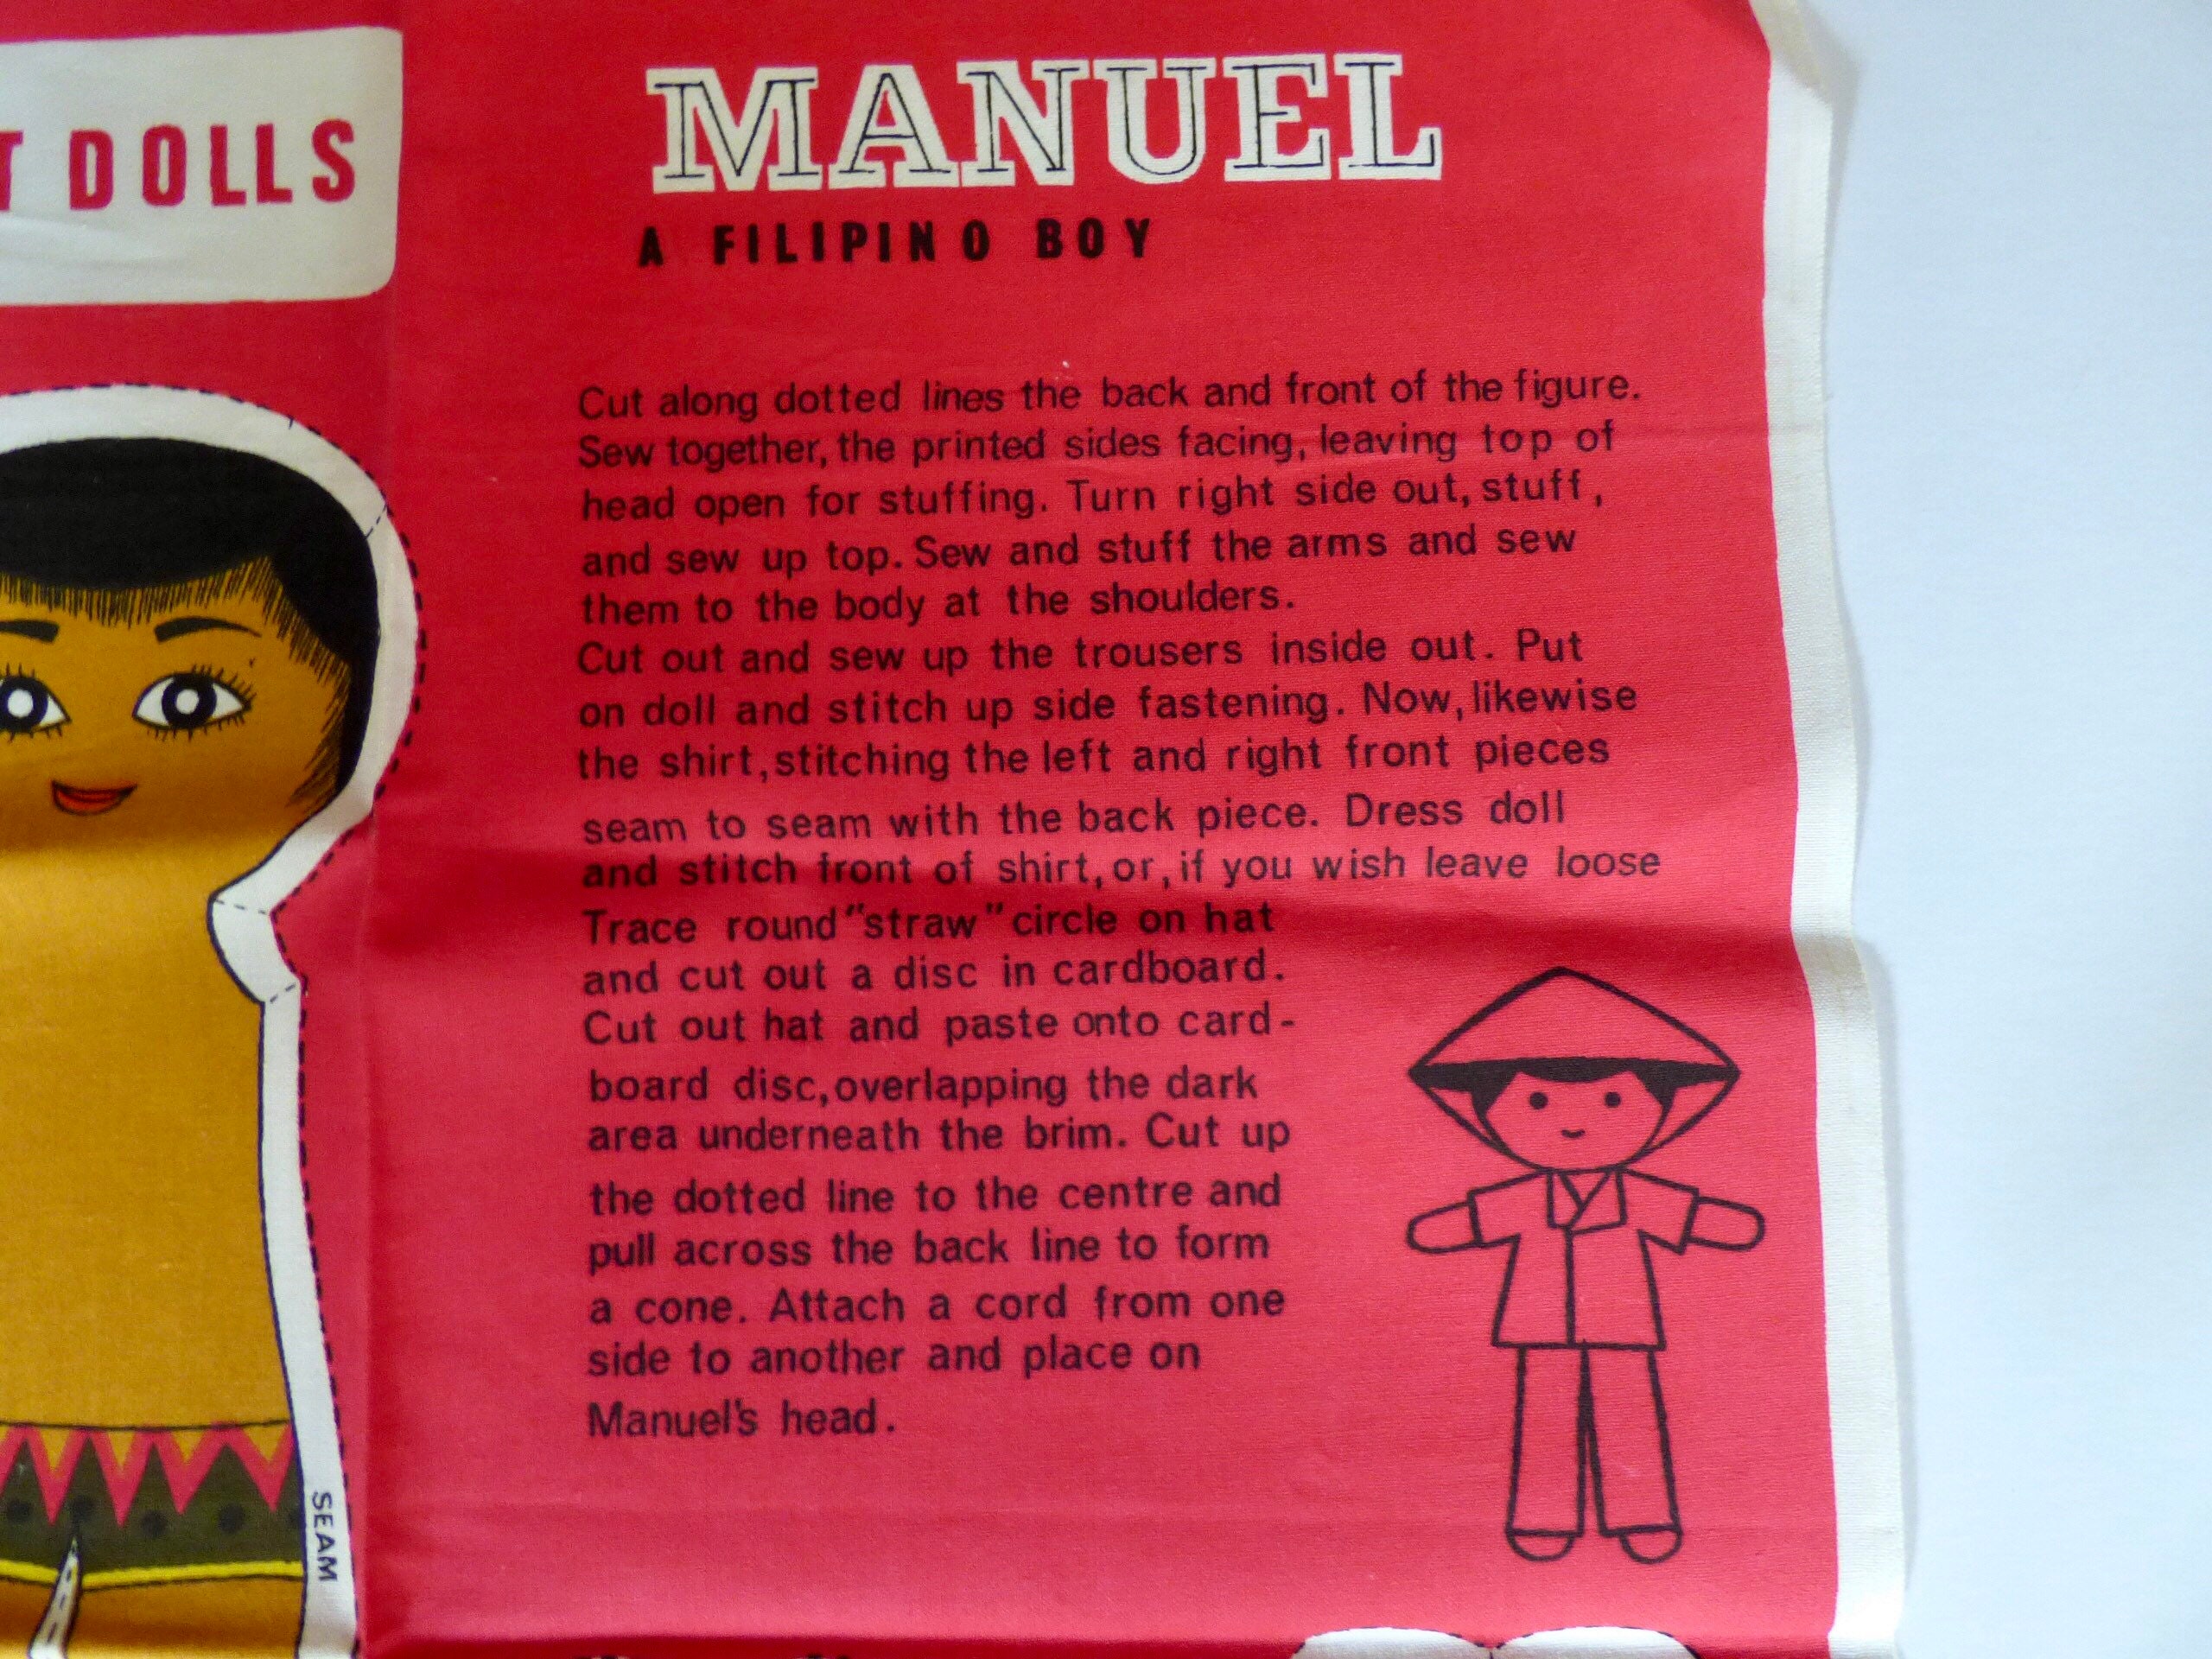 T DOLLS
MANUEL
A FILIPINO BOY
Cut along dotted lines the back and front of the figure.
Sew together, the printed sides facing, leaving top of
head open for stuffing. Turn right side out, stuff,
and sew up top. Sew and stuff the arms and sew
them to the body at the shoulders.
Cut out and sew up the trousers inside out. Put
on doll and stitch up side fastening. Now, likewise
the shirt, stitching the left and right front pieces
seam to seam with the back piece. Dress doll
and stitch front of shirt, or, if you wish leave loose
Trace round "straw" circle on hat
and cut out a disc in cardboard.
Cut out hat and paste onto card-
board disc, overlapping the dark
area underneath the brim. Cut up
the dotted line to the centre and
pull across the back line to form
a cone. Attach a cord from one
side to another and place on
Manuel's head.
SEAM